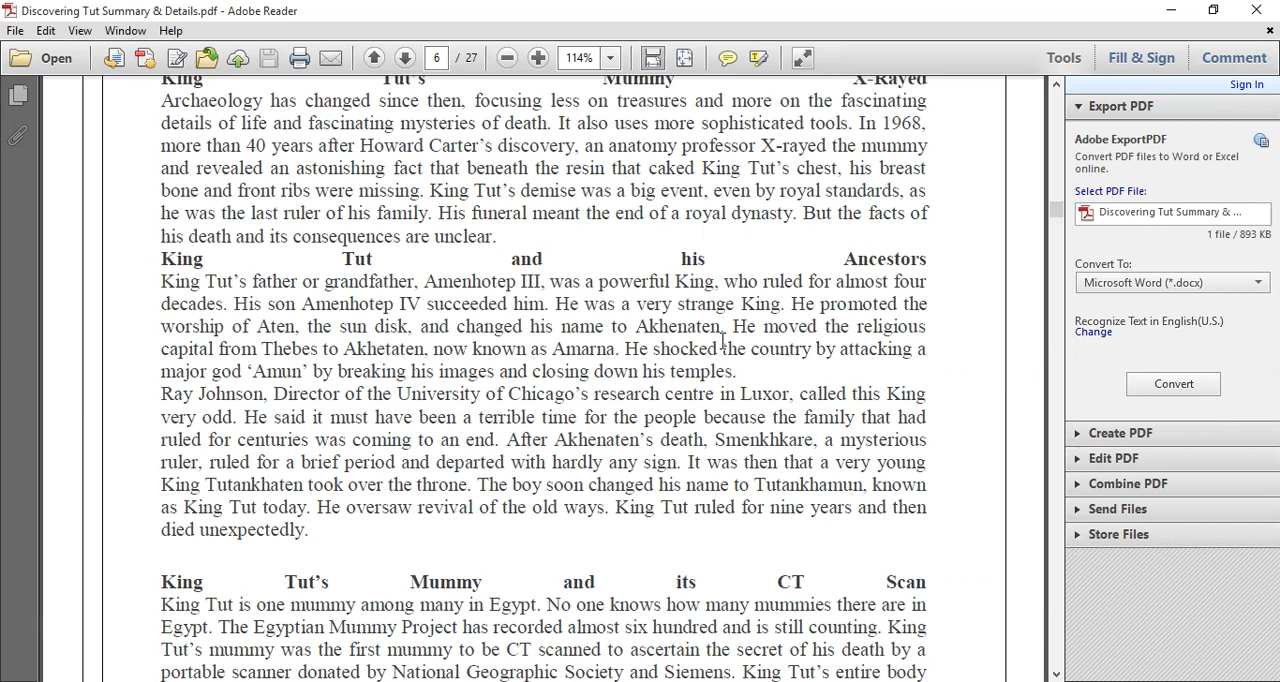 Discovering Tut Summary & Details.pdf - Adobe Reader
File Edit View Window Help
Open 6 / 27 114% Tools Fill & Sign Comment
King Tut's Mummy X-Rayed
Archaeology has changed since then, focusing less on treasures and more on the fascinating
details of life and fascinating mysteries of death. It also uses more sophisticated tools. In 1968,
more than 40 years after Howard Carter's discovery, an anatomy professor X-rayed the mummy
and revealed an astonishing fact that beneath the resin that caked King Tut's chest, his breast
bone and front ribs were missing. King Tut's demise was a big event, even by royal standards, as
he was the last ruler of his family. His funeral meant the end of a royal dynasty. But the facts of
his death and its consequences are unclear.
King Tut and his Ancestors
King Tut's father or grandfather, Amenhotep III, was a powerful King, who ruled for almost four
decades. His son Amenhotep IV succeeded him. He was a very strange King. He promoted the
worship of Aten, the sun disk, and changed his name to Akhenaten. He moved the religious
capital from Thebes to Akhetaten, now known as Amarna. He shocked the country by attacking a
major god ‘Amun’ by breaking his images and closing down his temples.
Ray Johnson, Director of the University of Chicago's research centre in Luxor, called this King
very odd. He said it must have been a terrible time for the people because the family that had
ruled for centuries was coming to an end. After Akhenaten's death, Smenkhkare, a mysterious
ruler, ruled for a brief period and departed with hardly any sign. It was then that a very young
King Tutankhaten took over the throne. The boy soon changed his name to Tutankhamun, known
as King Tut today. He oversaw revival of the old ways. King Tut ruled for nine years and then
died unexpectedly.
King Tut's Mummy and its CT Scan
King Tut is one mummy among many in Egypt. No one knows how many mummies there are in
Egypt. The Egyptian Mummy Project has recorded almost six hundred and is still counting. King
Tut's mummy was the first mummy to be CT scanned to ascertain the secret of his death by a
portable scanner donated by National Geographic Society and Siemens. King Tut's entire body
Sign In
Export PDF
Adobe ExportPDF
Convert PDF files to Word or Excel
online.
Select PDF File:
Discovering Tut Summary & ...
1 file / 893 KB
Convert To:
Microsoft Word (*.docx)
Recognize Text in English(U.S.)
Change
Convert
Create PDF
Edit PDF
Combine PDF
Send Files
Store Files